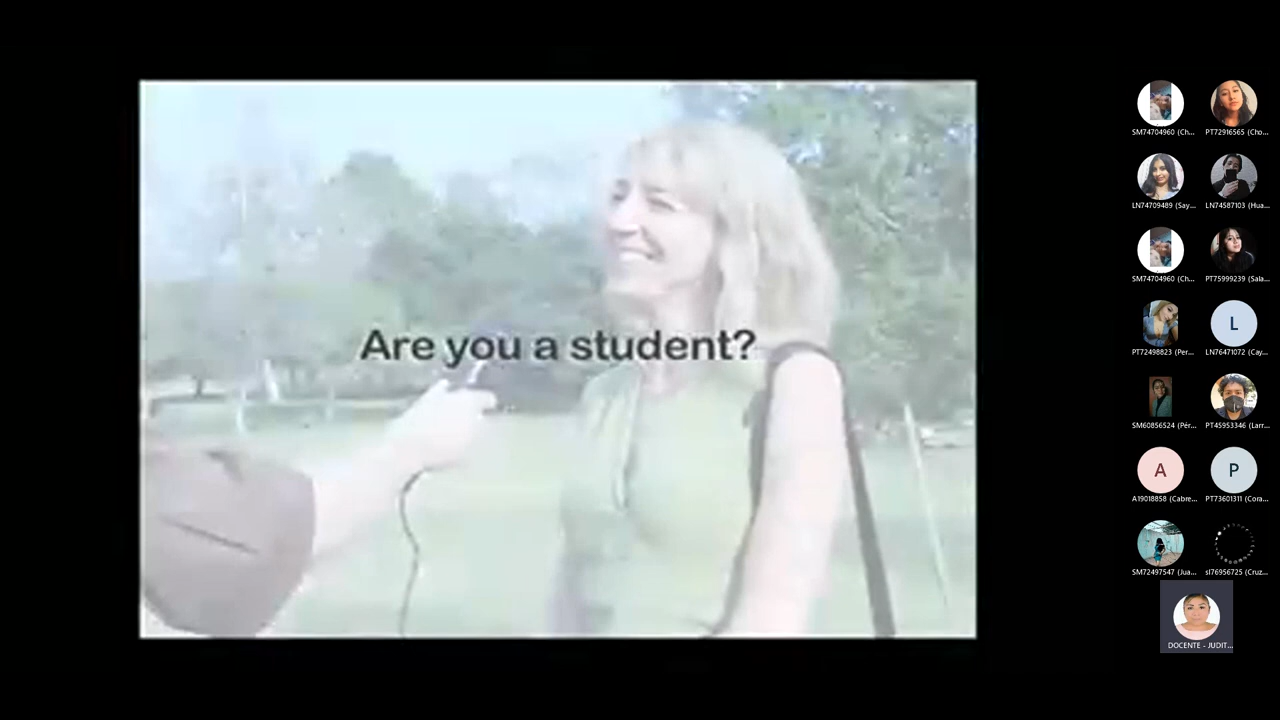 Are you a student?
SM74704960 (Ch...
PT72916565 (Cho...
LN74709489 (Say...
LN74587103 (Hua...
SM74704960 (Ch...
PT75999239 (Sala...
PT72498823 (Per...
L
LN76471072 (Cay...
SM60856524 (Pér...
PT45953346 (Larr...
A
P
A19018858 (Cabre...
PT73601311 (Cora...
SM72497547 (Jua...
sl76956725 (Cruz...
DOCENTE - JUDIT...